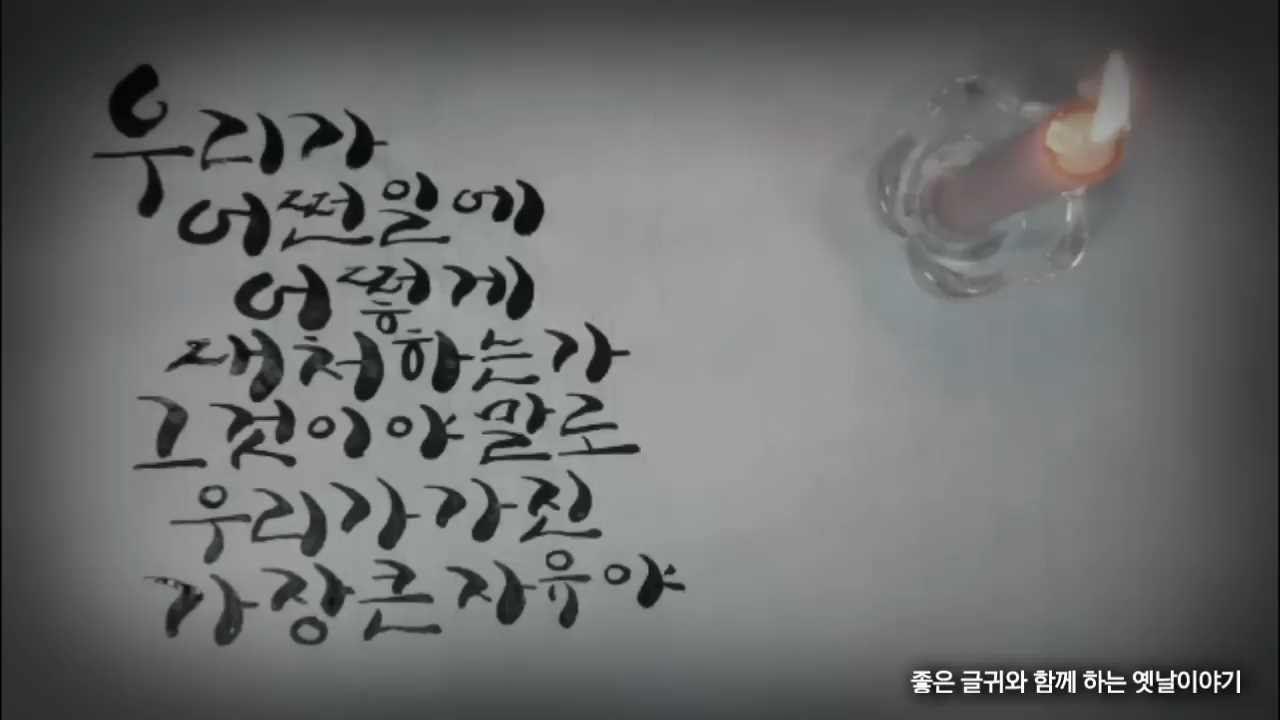 우리가
어떤일에
어떻게
대처하는가
그것이야말로
우리가 가진
가장 큰 자유야
좋은 글귀와 함께 하는 옛날이야기